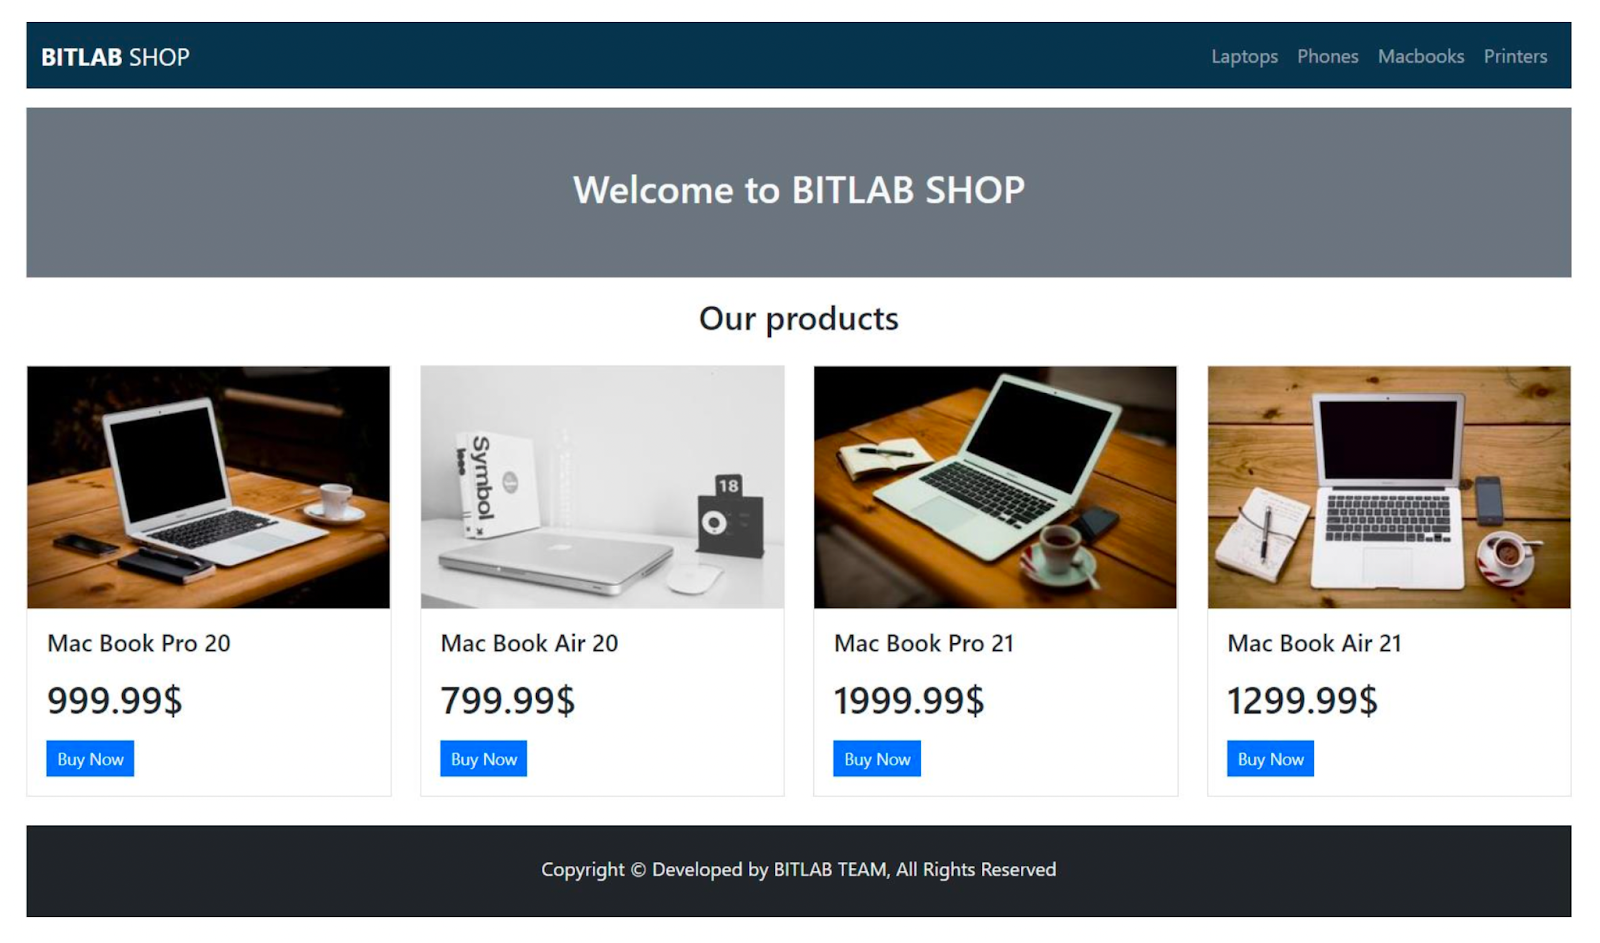 BITLAB SHOP
Laptops Phones Macbooks Printers
Welcome to BITLAB SHOP
Our products
Symbol
18
Mac Book Pro 20
999.99$
Buy Now
Mac Book Air 20
799.99$
Buy Now
Mac Book Pro 21
1999.99$
Buy Now
Mac Book Air 21
1299.99$
Buy Now
Copyright © Developed by BITLAB TEAM, All Rights Reserved